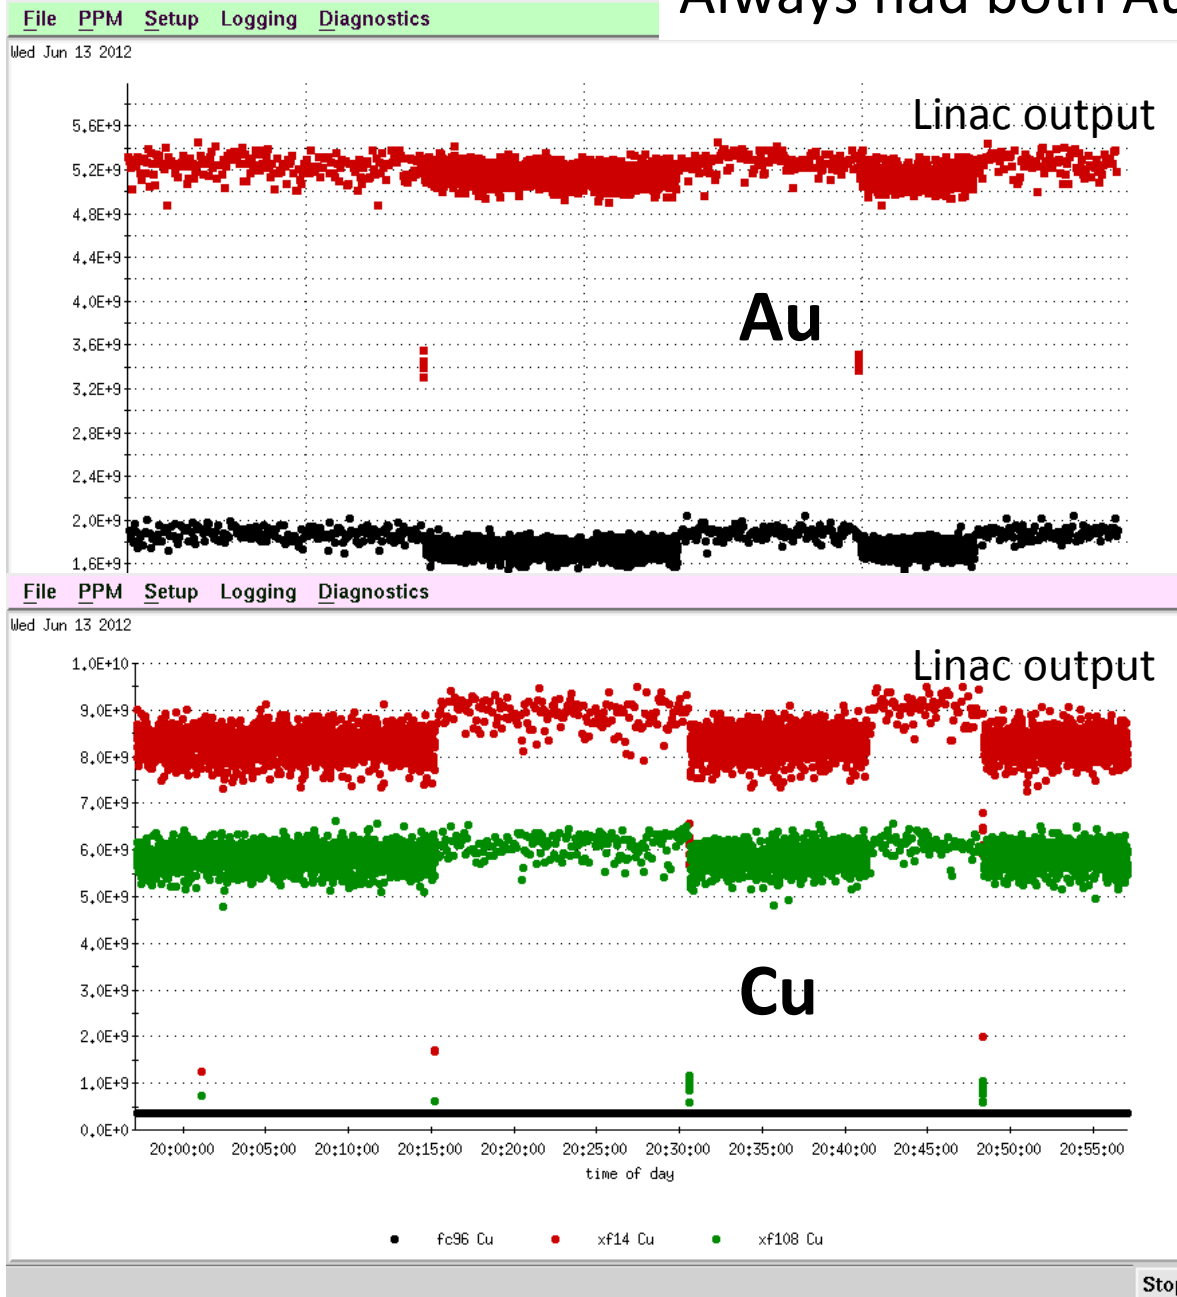 Always had both Au
File PPM Setup Logging Diagnostics
Wed Jun 13 2012
Linac output
5.6E+9
5.2E+9
4.8E+9
4.4E+9
4.0E+9
Au
3.6E+9
3.2E+9
2.8E+9
2.4E+9
2.0E+9
1.6E+9
File PPM Setup Logging Diagnostics
Wed Jun 13 2012
Linac output
1.0E+10
9.0E+9
8.0E+9
7.0E+9
6.0E+9
5.0E+9
4.0E+9
Cu
3.0E+9
2.0E+9
1.0E+9
0.0E+0
20:00:00 20:05:00 20:10:00 20:15:00 20:20:00 20:25:00 20:30:00 20:35:00 20:40:00 20:45:00 20:50:00 20:55:00
time of day
fc96 Cu xf14 Cu xf108 Cu